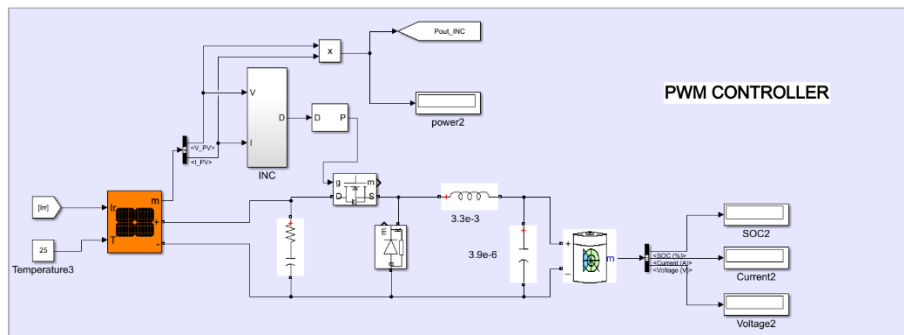 Pout_INC
x
PWM CONTROLLER
power2
V
D
I
INC
D
P
<V_PV>
<I_PV>
g
m
D
S
[Irr]
Ir
m
+
T
-
25
Temperature3
+
m
+
3.3e-3
+
3.9e-6
+
m
-
<SOC (%)>
<Current (A)>
<Voltage (V)>
SOC2
Current2
Voltage2